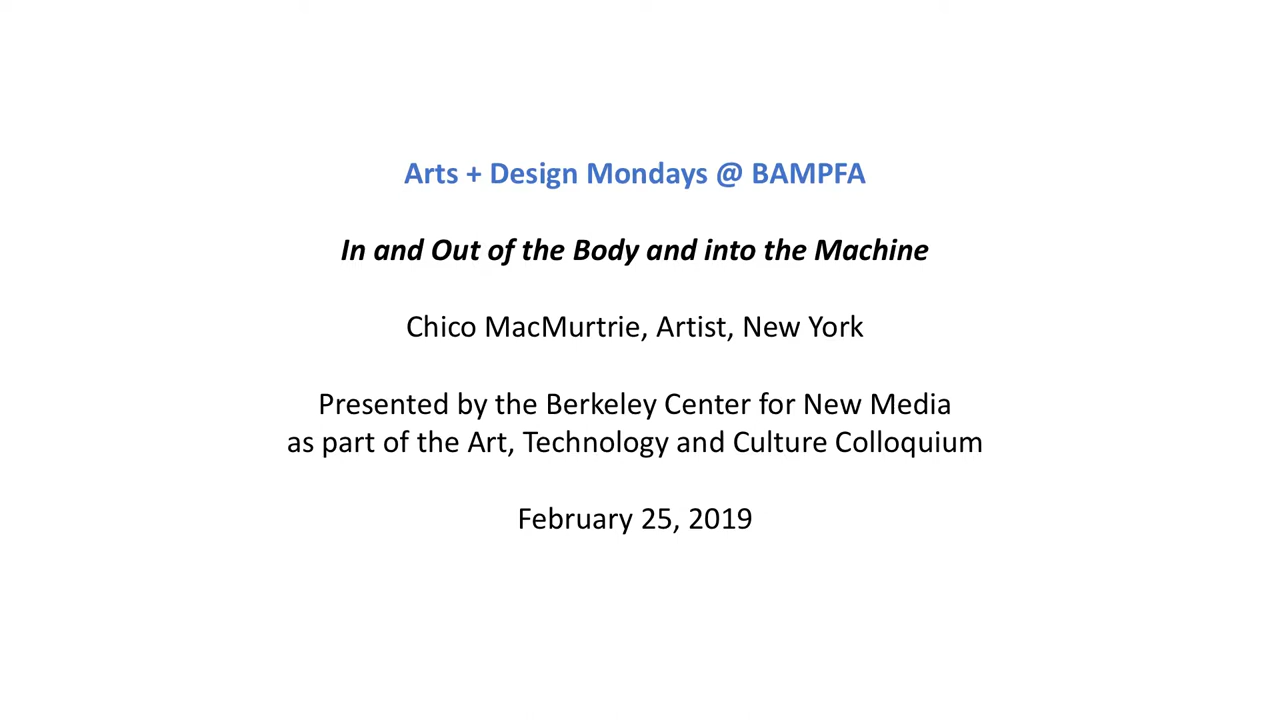 Arts + Design Mondays @ BAMPFA
In and Out of the Body and into the Machine
Chico MacMurtrie, Artist, New York
Presented by the Berkeley Center for New Media
as part of the Art, Technology and Culture Colloquium
February 25, 2019